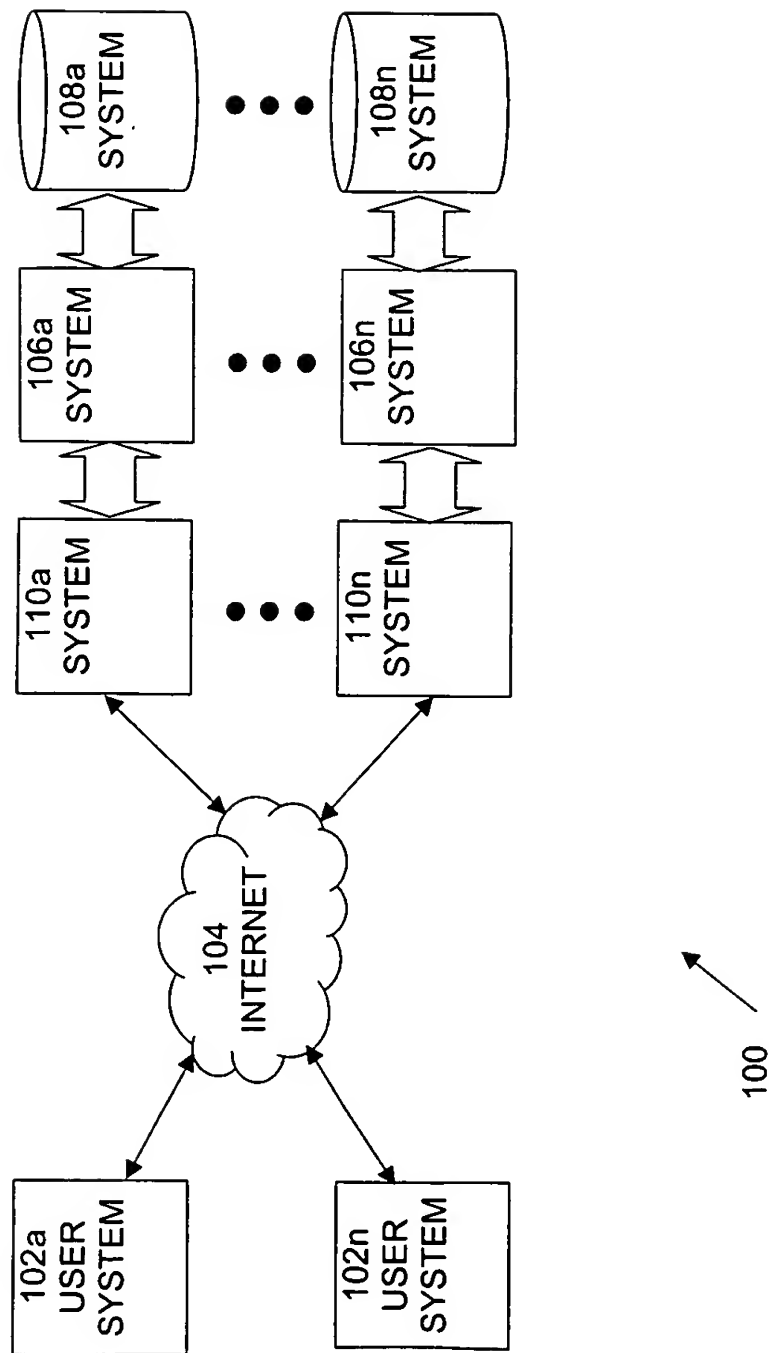 102a
USER
SYSTEM
102n
USER
SYSTEM
104
INTERNET
110a
SYSTEM
110n
SYSTEM
106a
SYSTEM
106n
SYSTEM
108a
SYSTEM
108n
SYSTEM
100